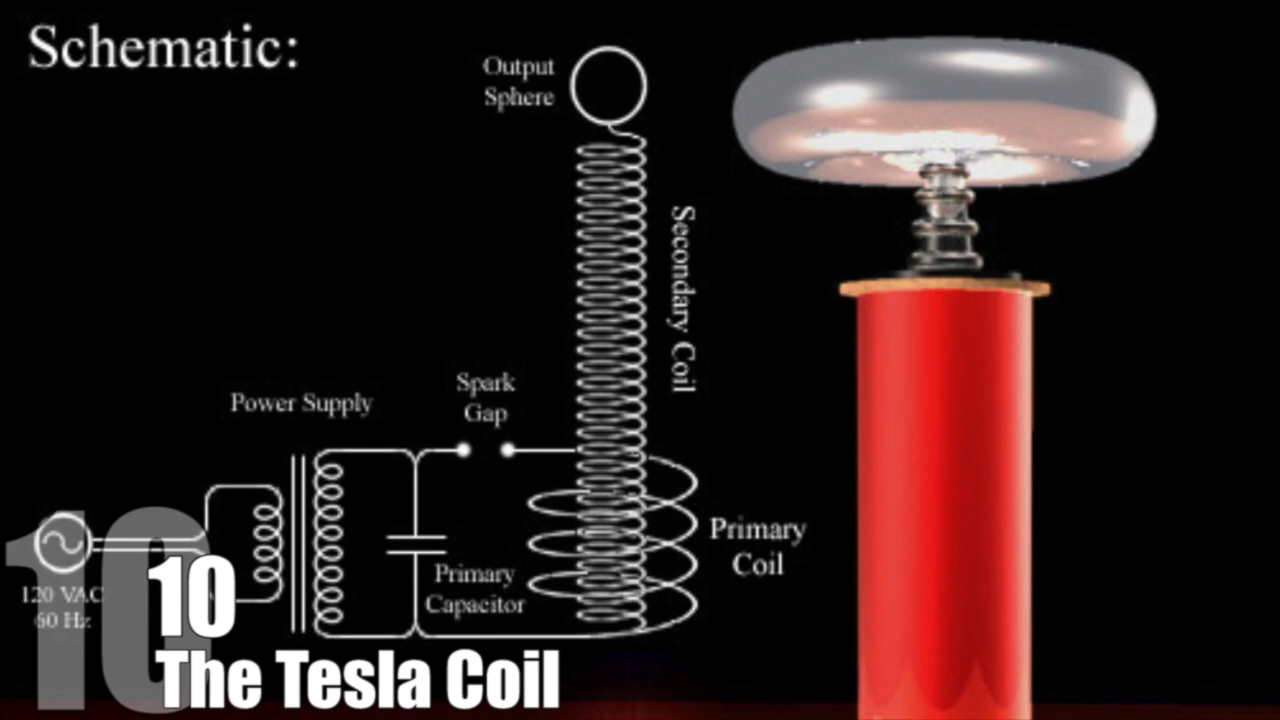 Schematic:
Output
Sphere
Secondary Coil
Spark
Gap
Power Supply
Primary
Coil
Primary
Capacitor
120 VAC
60 Hz
10
10
The Tesla Coil